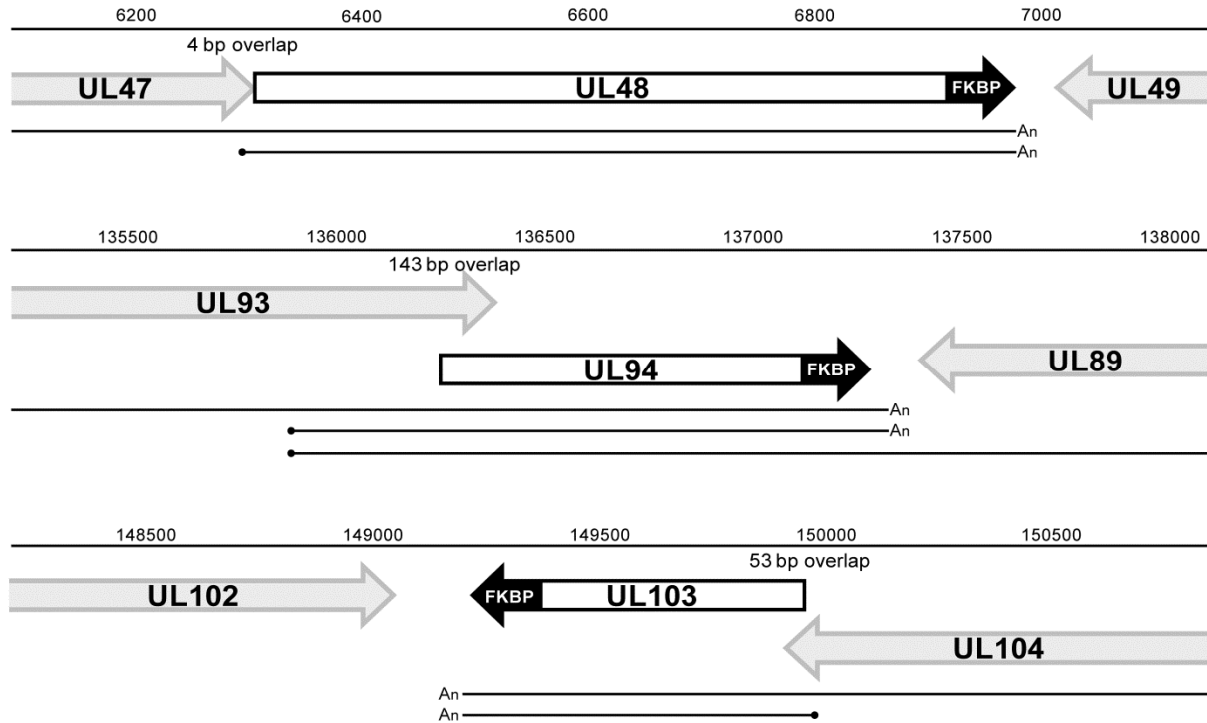 6200 6400 6600 6800 7000
4 bp overlap
UL47 UL48 FKBP UL49
An
An
135500 136000 136500 137000 137500 138000
143 bp overlap
UL93
UL94 FKBP UL89
An
An
148500 149000 149500 150000 150500
53 bp overlap
UL102 FKBP UL103
UL104
An
An